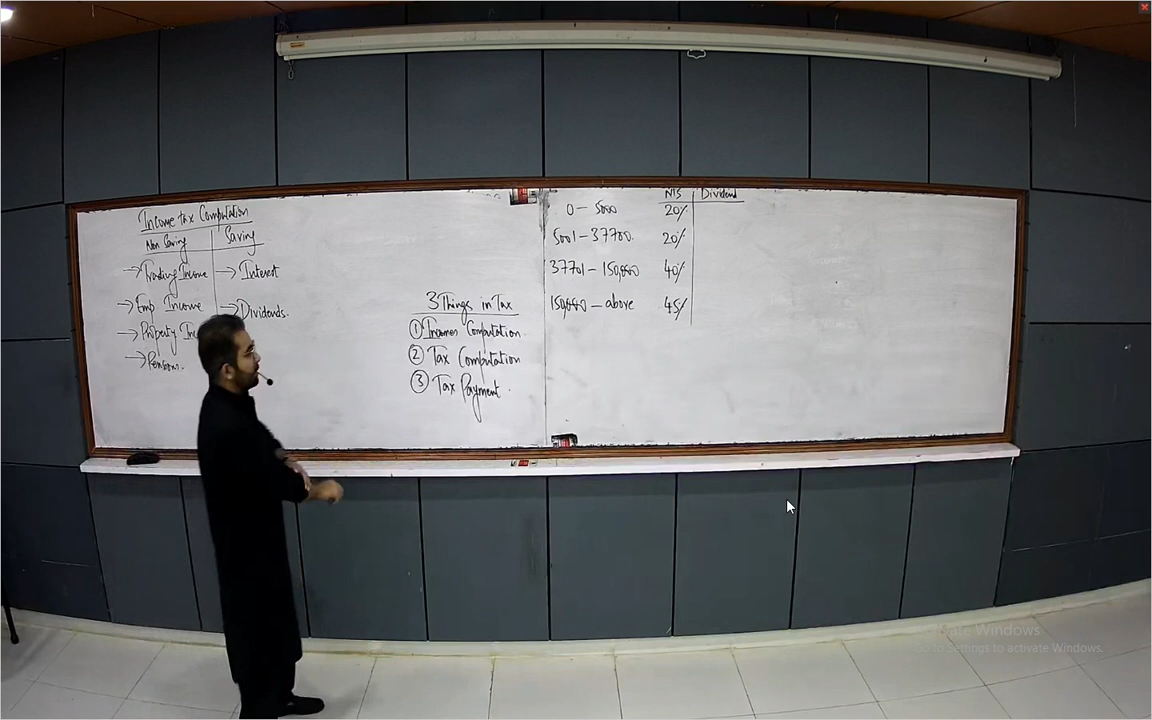 Income tax Computation
Non Saving Saving
→ Trading Income → Interest
→ Emp Income → Dividends.
→ Property Inc
→ Pension.
3 Things in Tax
① Income Computation
② Tax Computation
③ Tax Payment.
NS Dividend
0 - 5000 20%
5001 - 37700. 20%
37701 - 150,000 40%
150,000 - above 45%
Activate Windows
Go to Settings to activate Windows.